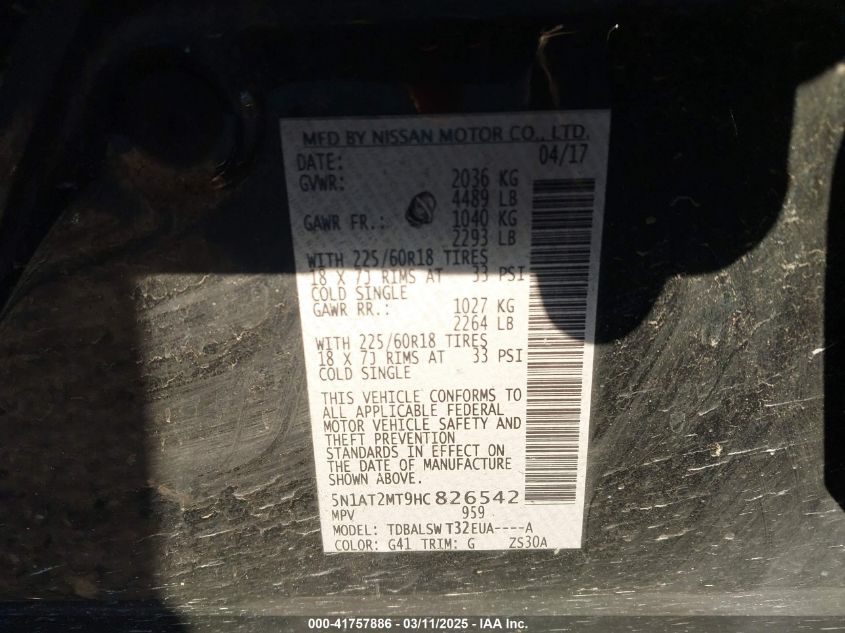 MFD BY NISSAN MOTOR CO., LTD.
DATE: 04/17
GVWR: 2036 KG
4489 LB
GAWR FR.: 1040 KG
2293 LB
WITH 225/60R18 TIRES
18 X 7J RIMS AT 33 PSI
COLD SINGLE
GAWR RR.: 1027 KG
2264 LB
WITH 225/60R18 TIRES
18 X 7J RIMS AT 33 PSI
COLD SINGLE
THIS VEHICLE CONFORMS TO
ALL APPLICABLE FEDERAL
MOTOR VEHICLE SAFETY AND
THEFT PREVENTION
STANDARDS IN EFFECT ON
THE DATE OF MANUFACTURE
SHOWN ABOVE.
5N1AT2MT9HC826542
MPV 959
MODEL: TDBALSW T32EUA----A
COLOR: G41 TRIM: G ZS30A
000-41757886 - 03/11/2025 - IAA Inc.